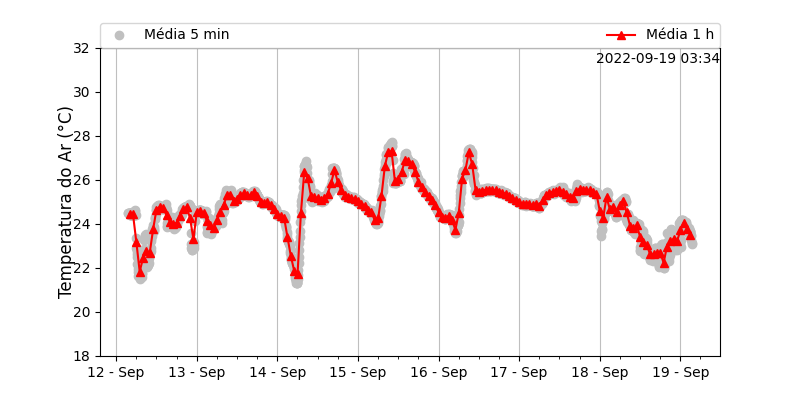 Média 5 min
Média 1 h
2022-09-19 03:34
Temperatura do Ar (°C)
32
30
28
26
24
22
20
18
12 - Sep
13 - Sep
14 - Sep
15 - Sep
16 - Sep
17 - Sep
18 - Sep
19 - Sep